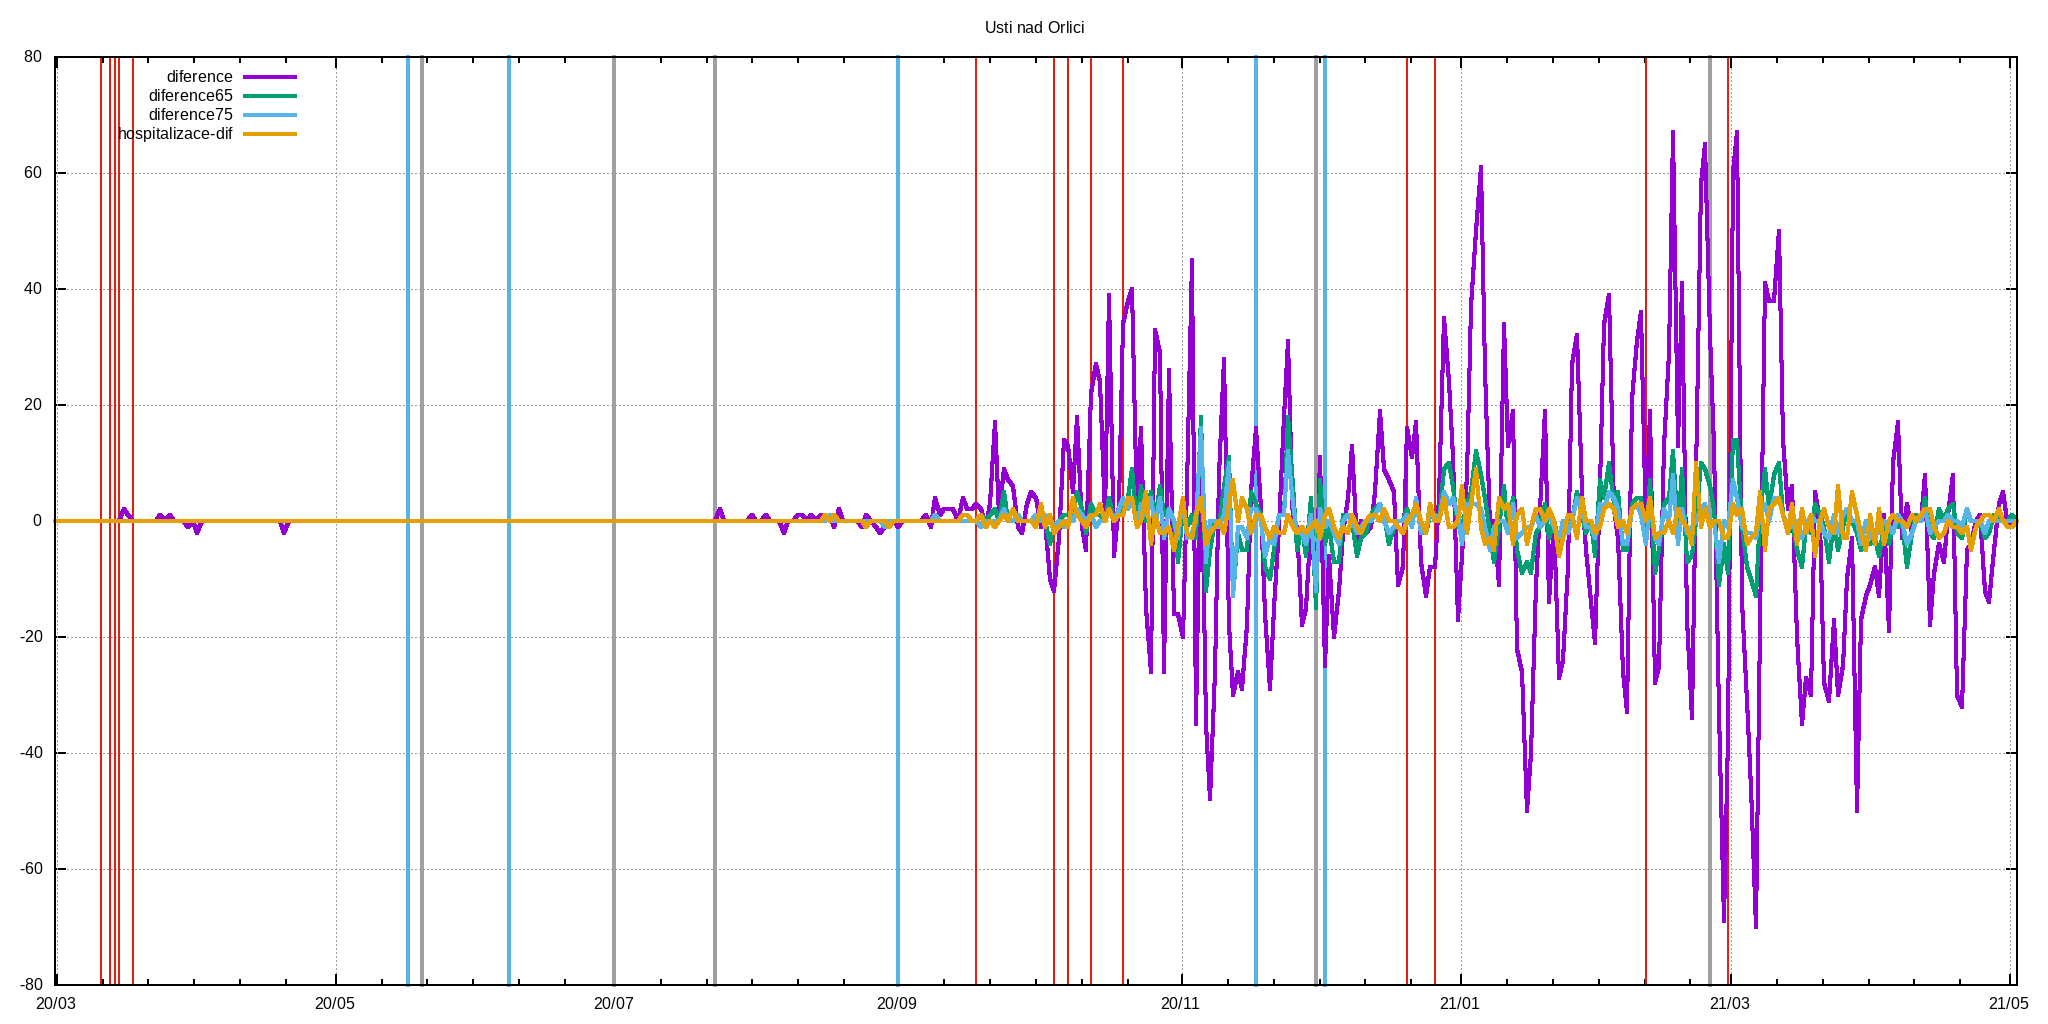 Usti nad Orlici
80
diference
diference65
diference75
hospitalizace-dif
60
40
20
0
-20
-40
-60
-80
20/03 20/05 20/07 20/09 20/11 21/01 21/03 21/05